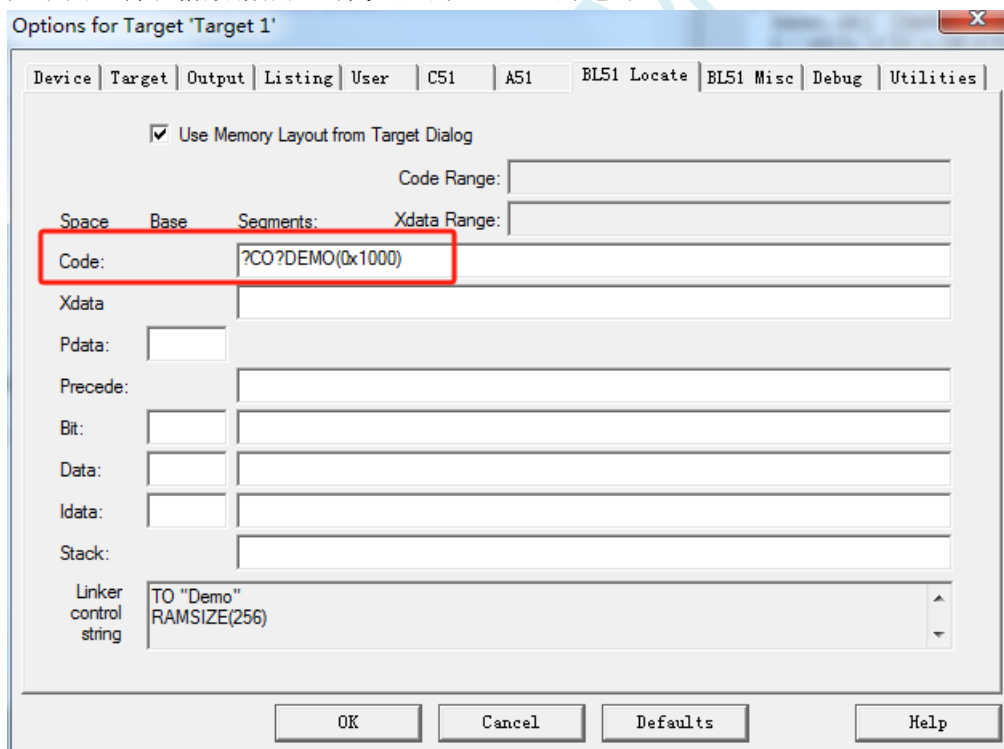 Options for Target 'Target 1'
Device Target Output Listing User C51 A51 BL51 Locate BL51 Misc Debug Utilities
Use Memory Layout from Target Dialog
Code Range:
Space Base Segments: Xdata Range:
Code: ?CO?DEMO(0x1000)
Xdata
Pdata:
Precede:
Bit:
Data:
Idata:
Stack:
Linker control string
TO "Demo"
RAMSIZE(256)
OK Cancel Defaults Help